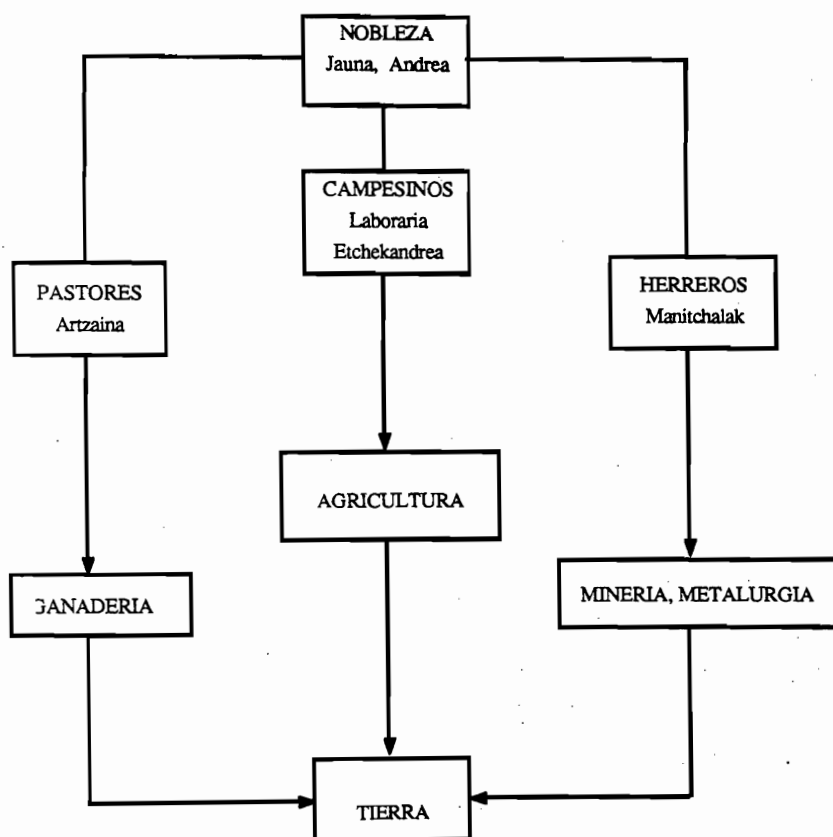 NOBLEZA
Jauna, Andrea
CAMPESINOS
Laboraria
Etchekandrea
PASTORES
Artzaina
HERREROS
Manitchalak
AGRICULTURA
GANADERIA
MINERIA, METALURGIA
TIERRA